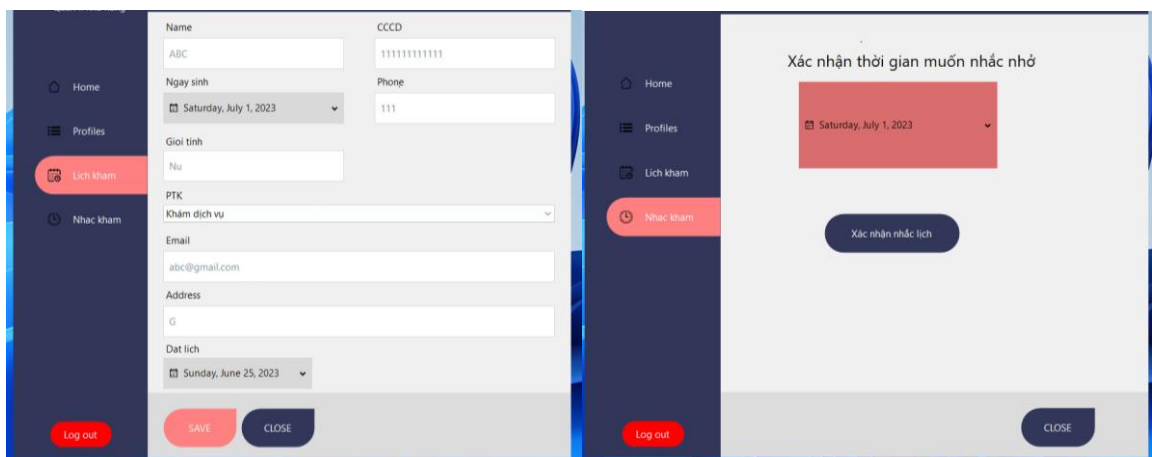 Name
CCCD
ABC
111111111111
Ngay sinh
Phone
Saturday, July 1, 2023
111
Gioi tinh
Nu
PTK
Khám dịch vụ
Email
abc@gmail.com
Address
G
Dat lich
Sunday, June 25, 2023
SAVE
CLOSE
Home
Profiles
Lich kham
Nhac kham
Log out
Xác nhận thời gian muốn nhắc nhở
Saturday, July 1, 2023
Xác nhận nhắc lịch
Home
Profiles
Lich kham
Nhac kham
Log out
CLOSE